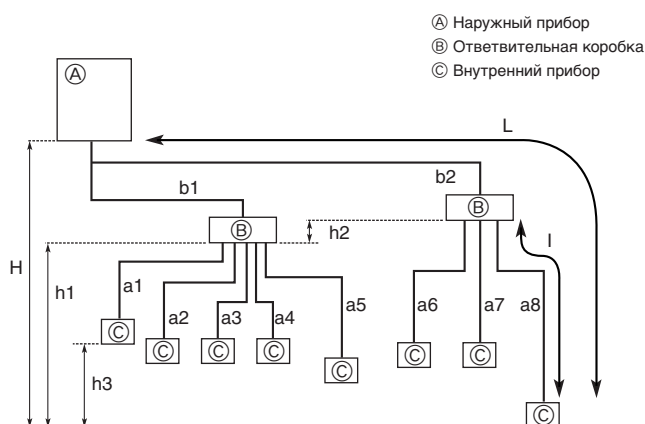 Ⓐ Наружный прибор
Ⓑ Ответвительная коробка
Ⓒ Внутренний прибор
Ⓐ
L
b1
b2
Ⓑ
Ⓑ
h2
l
H
h1
a1
a2
a3
a4
a5
a6
a7
a8
Ⓒ
Ⓒ
Ⓒ
Ⓒ
Ⓒ
Ⓒ
Ⓒ
Ⓒ
h3